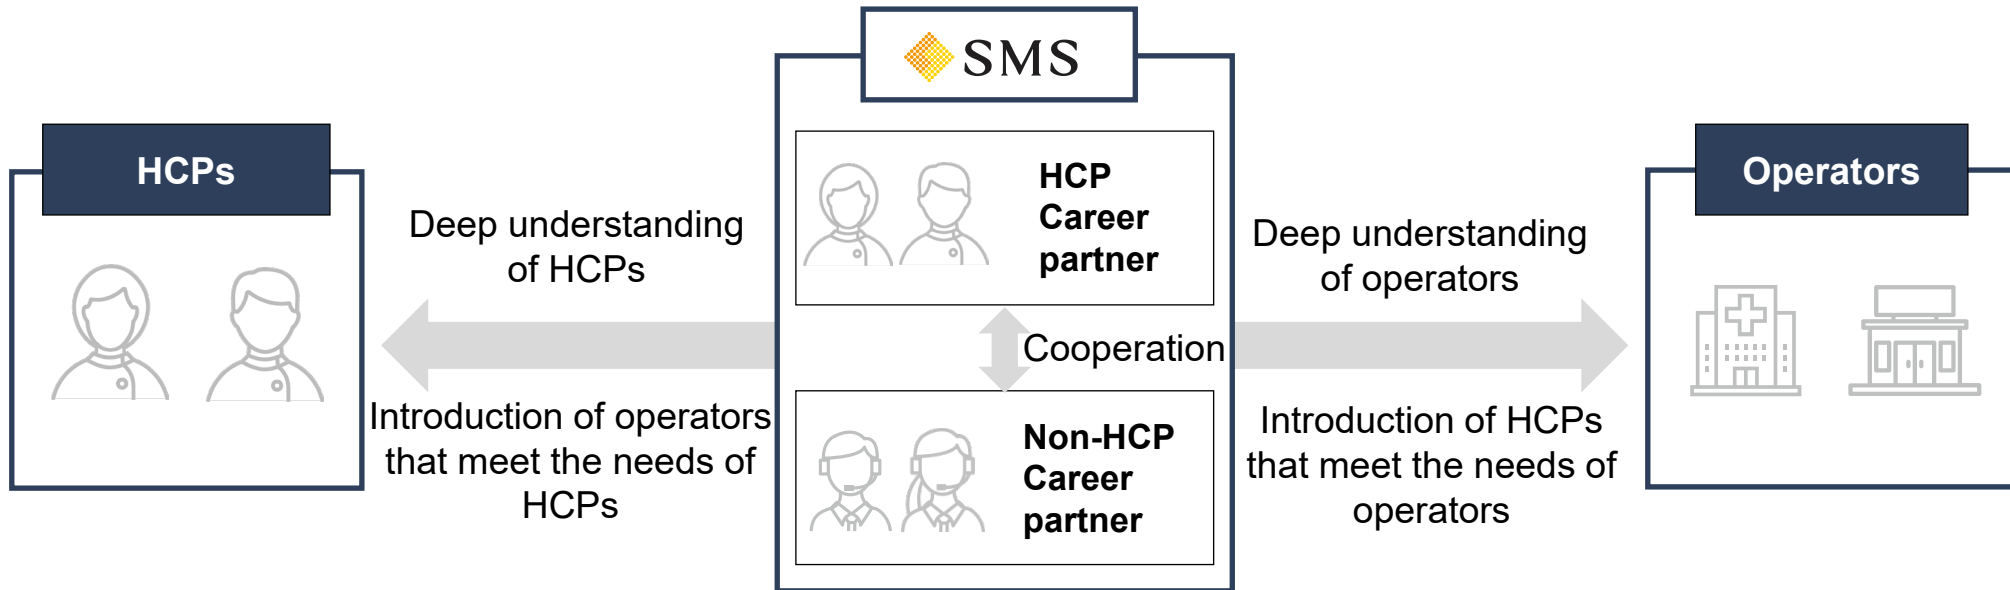 SMS
HCPs
Deep understanding
of HCPs
Introduction of operators
that meet the needs of
HCPs
HCP
Career
partner
Cooperation
Non-HCP
Career
partner
Deep understanding
of operators
Introduction of HCPs
that meet the needs of
operators
Operators